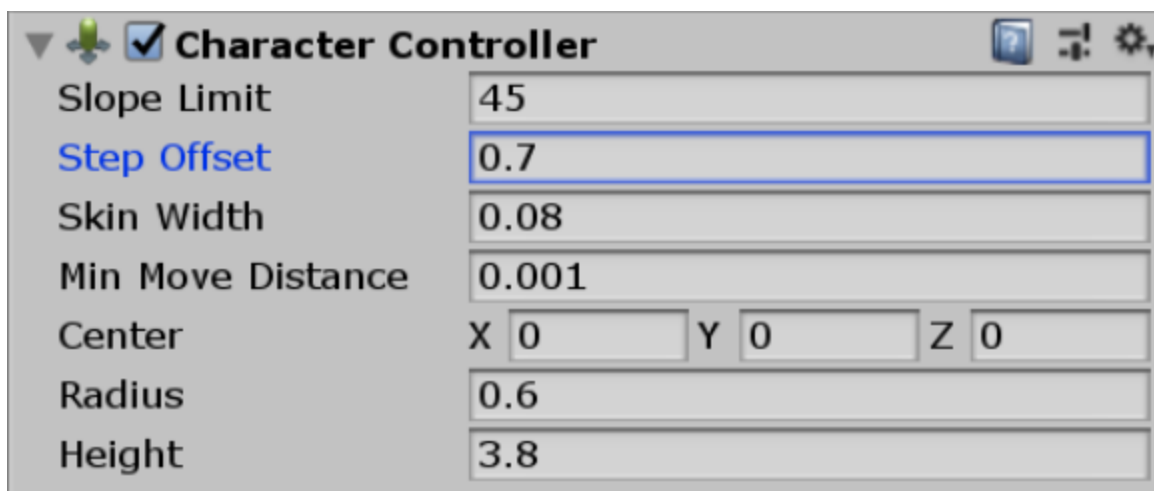 Character Controller
Slope Limit 45
Step Offset 0.7
Skin Width 0.08
Min Move Distance 0.001
Center X 0 Y 0 Z 0
Radius 0.6
Height 3.8